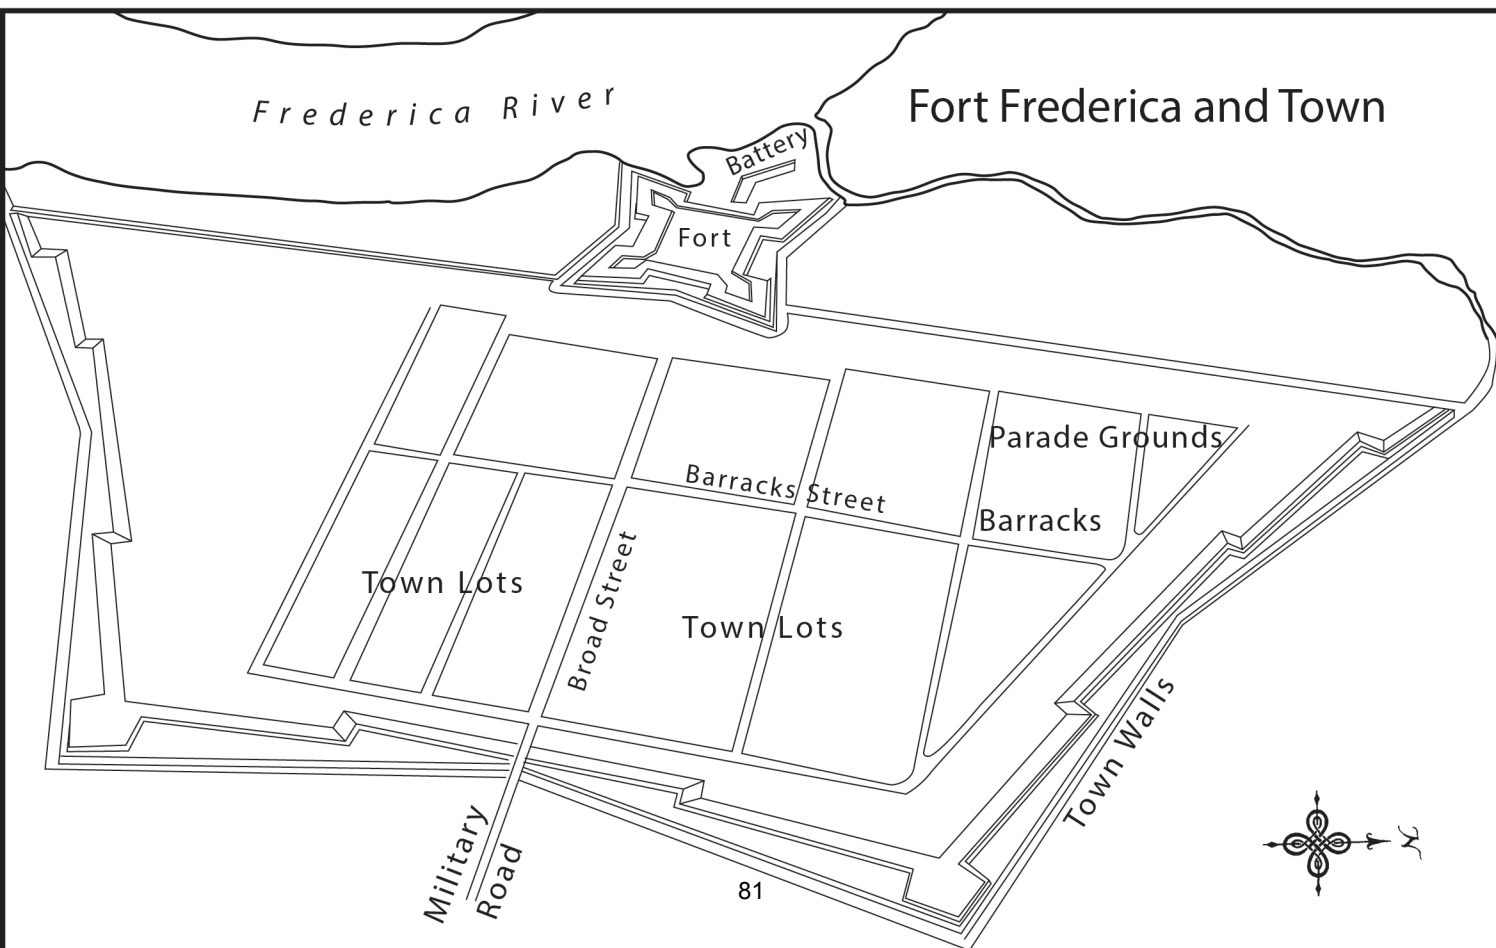 Frederica River
Fort Frederica and Town
Battery
Fort
Parade Grounds
Barracks Street
Barracks
Town Lots
Broad Street
Town Lots
Town Walls
Military
Road
81
N